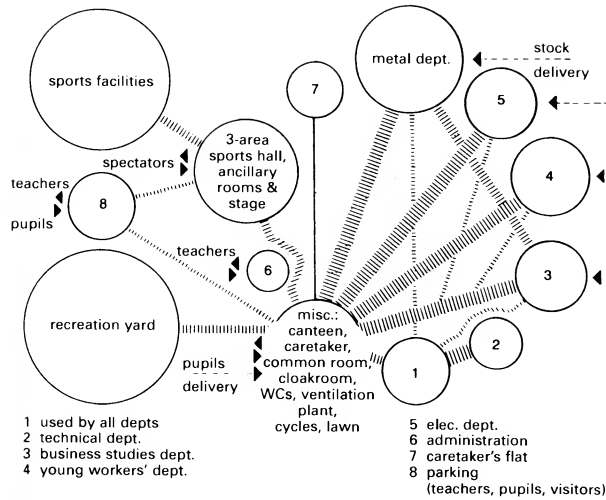 sports facilities
metal dept.
stock
delivery
7
5
3-area
sports hall,
ancillary
rooms &
stage
spectators
teachers
pupils
8
4
teachers
6
3
recreation yard
misc.:
canteen,
caretaker,
common room,
cloakroom,
WCs, ventilation
plant,
cycles, lawn
pupils
delivery
1
2
1 used by all depts
2 technical dept.
3 business studies dept.
4 young workers' dept.
5 elec. dept.
6 administration
7 caretaker's flat
8 parking
(teachers, pupils, visitors)